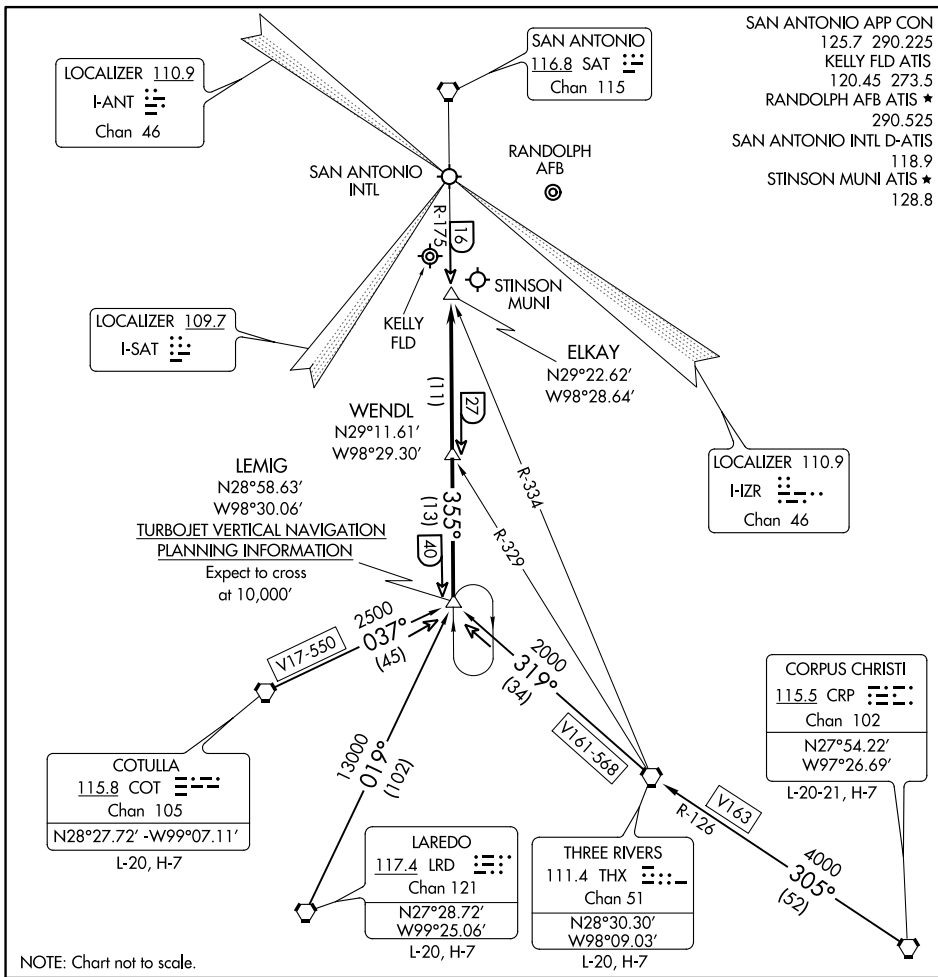 SAN ANTONIO APP CON
125.7 290.225
KELLY FLD ATIS
120.45 273.5
RANDOLPH AFB ATIS ★
290.525
SAN ANTONIO INTL D-ATIS
118.9
STINSON MUNI ATIS ★
128.8
SAN ANTONIO
116.8 SAT
Chan 115
LOCALIZER 110.9
I-ANT
Chan 46
SAN ANTONIO
INTL
RANDOLPH
AFB
R-175
16
KELLY
FLD
STINSON
MUNI
LOCALIZER 109.7
I-SAT
ELKAY
N29°22.62'
W98°28.64'
(11)
27
WENDL
N29°11.61'
W98°29.30'
LOCALIZER 110.9
I-IZR
Chan 46
LEMIG
N28°58.63'
W98°30.06'
TURBOJET VERTICAL NAVIGATION
PLANNING INFORMATION
Expect to cross
at 10,000'
355°
(13)
40
R-334
R-329
V17-550
2500
037°
(45)
2000
319°
(34)
V161-568
13000
019°
(102)
COTULLA
115.8 COT
Chan 105
N28°27.72' -W99°07.11'
L-20, H-7
LAREDO
117.4 LRD
Chan 121
N27°28.72'
W99°25.06'
L-20, H-7
THREE RIVERS
111.4 THX
Chan 51
N28°30.30'
W98°09.03'
L-20, H-7
CORPUS CHRISTI
115.5 CRP
Chan 102
N27°54.22'
W97°26.69'
L-20-21, H-7
V163
R-126
4000
305°
(52)
NOTE: Chart not to scale.